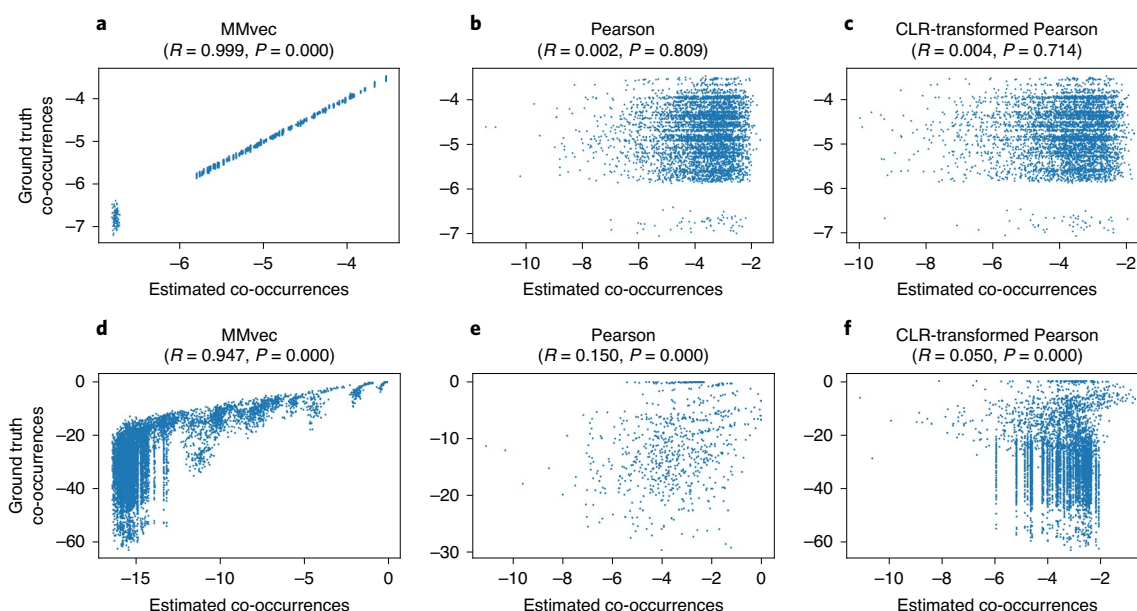 a
MMvec
(R = 0.999, P = 0.000)
b
Pearson
(R = 0.002, P = 0.809)
c
CLR-transformed Pearson
(R = 0.004, P = 0.714)
Ground truth
co-occurrences
–4
–5
–6
–7
–6
–5
–4
Estimated co-occurrences
–4
–5
–6
–7
–10
–8
–6
–4
–2
Estimated co-occurrences
–4
–5
–6
–7
–10
–8
–6
–4
–2
Estimated co-occurrences
d
MMvec
(R = 0.947, P = 0.000)
e
Pearson
(R = 0.150, P = 0.000)
f
CLR-transformed Pearson
(R = 0.050, P = 0.000)
Ground truth
co-occurrences
0
–20
–40
–60
–15
–10
–5
0
Estimated co-occurrences
0
–5
–10
–15
–20
–30
–10
–8
–6
–4
–2
0
Estimated co-occurrences
0
–20
–40
–60
–10
–8
–6
–4
–2
Estimated co-occurrences